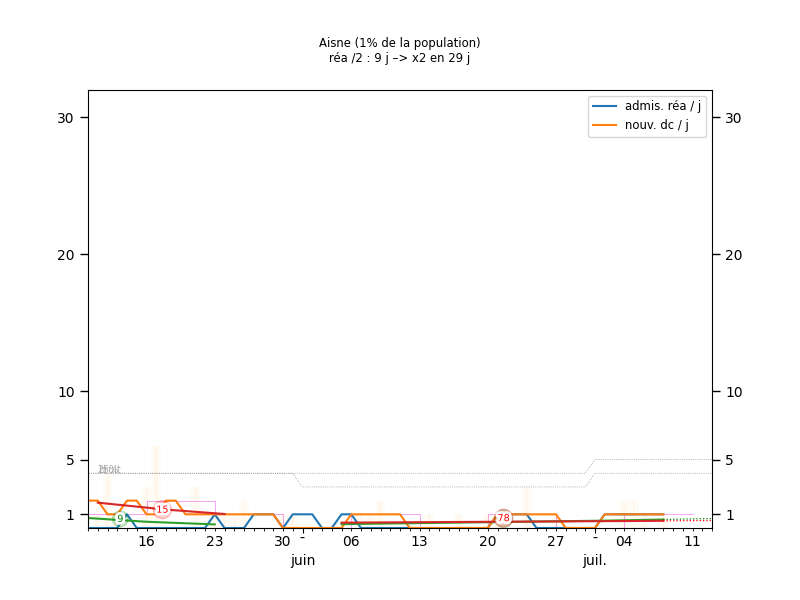 Aisne (1% de la population)
réa /2 : 9 j –> x2 en 29 j
admis. réa / j
nouv. dc / j
30 30
20 20
10 10
5 5
1 1
9 15 78
16 23 30 - 06 13 20 27 - 04 11
juin juil.